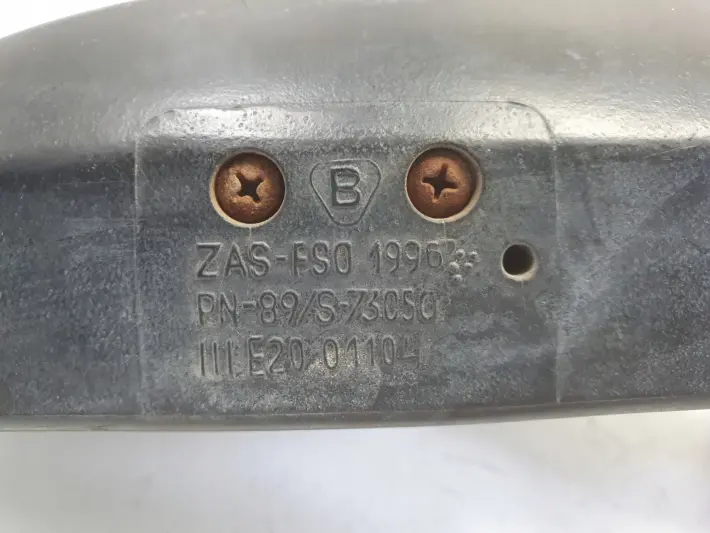 B
ZAS-FSO 1996
PN-89/S-73050
III E20 01104